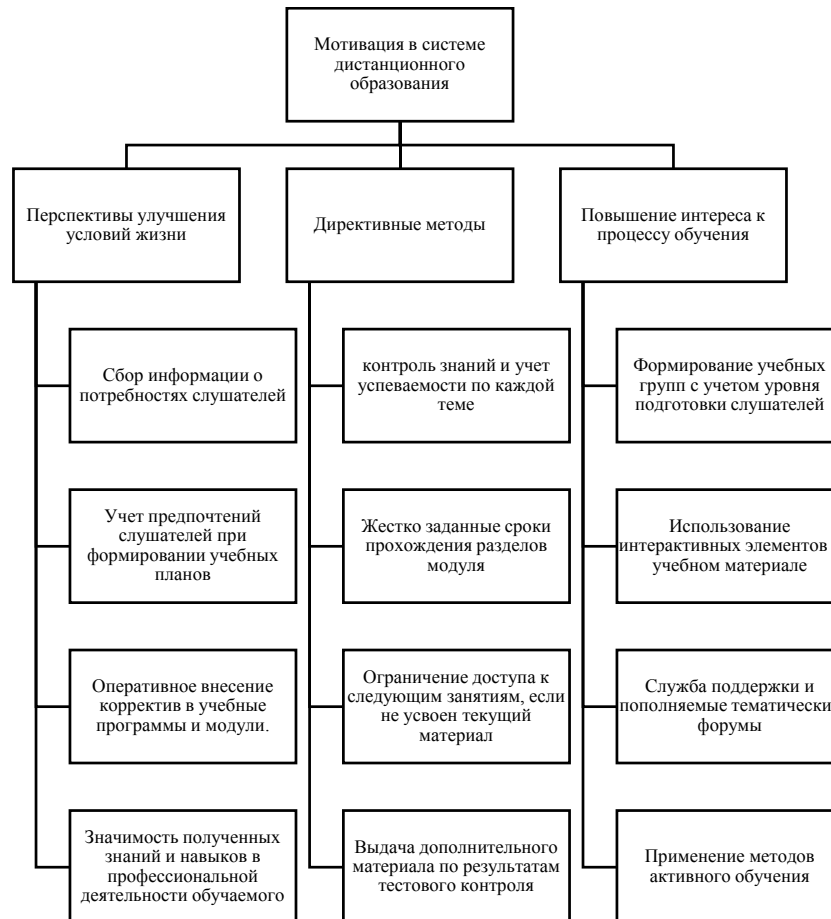 Мотивация в системе
дистанционного
образования
Перспективы улучшения
условий жизни
Директивные методы
Повышение интереса к
процессу обучения
Сбор информации о
потребностях слушателей
контроль знаний и учет
успеваемости по каждой
теме
Формирование учебных
групп с учетом уровня
подготовки слушателей
Учет предпочтений
слушателей при
формировании учебных
планов
Жестко заданные сроки
прохождения разделов
модуля
Использование
интерактивных элементов
учебном материале
Оперативное внесение
корректив в учебные
программы и модули.
Ограничение доступа к
следующим занятиям, если
не усвоен текущий
материал
Служба поддержки и
пополняемые тематически
форумы
Значимость полученных
знаний и навыков в
профессиональной
деятельности обучаемого
Выдача дополнительного
материала по результатам
тестового контроля
Применение методов
активного обучения